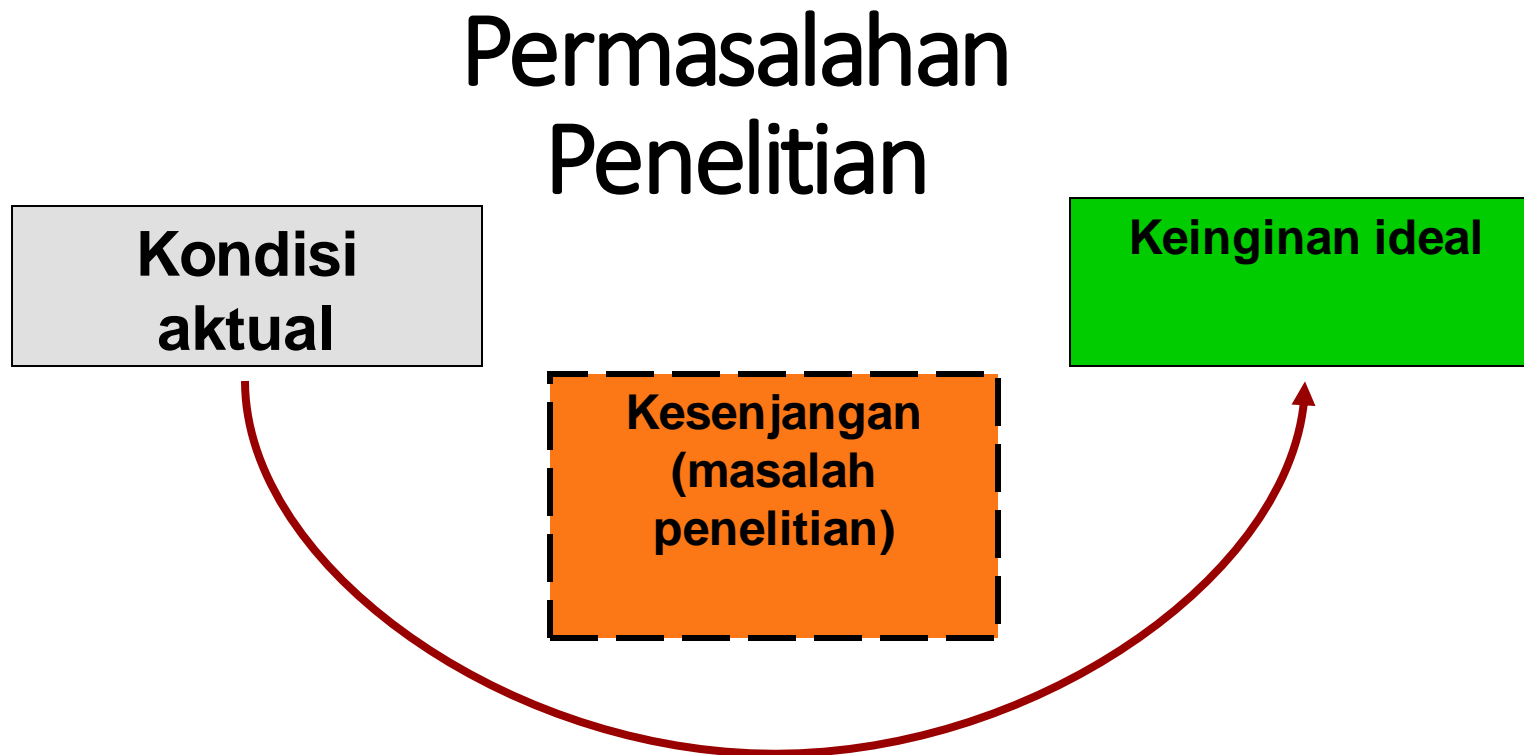 Permasalahan
Penelitian
Kondisi
aktual
Keinginan ideal
Kesenjangan
(masalah
penelitian)